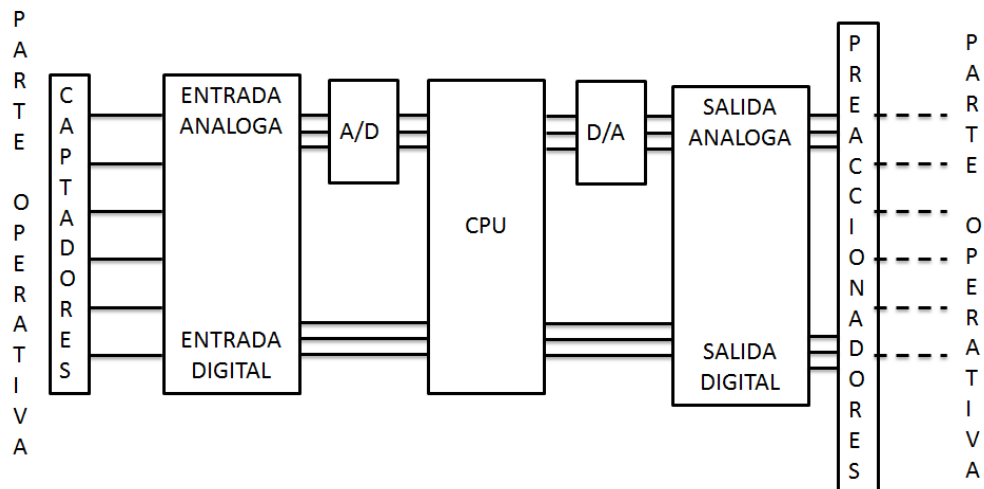 PARTE OPERATIVA
CAPTADORES
ENTRADA
ANALOGA
ENTRADA
DIGITAL
A/D
CPU
D/A
SALIDA
ANALOGA
SALIDA
DIGITAL
PREACCIONADORES
PARTE OPERATIVA